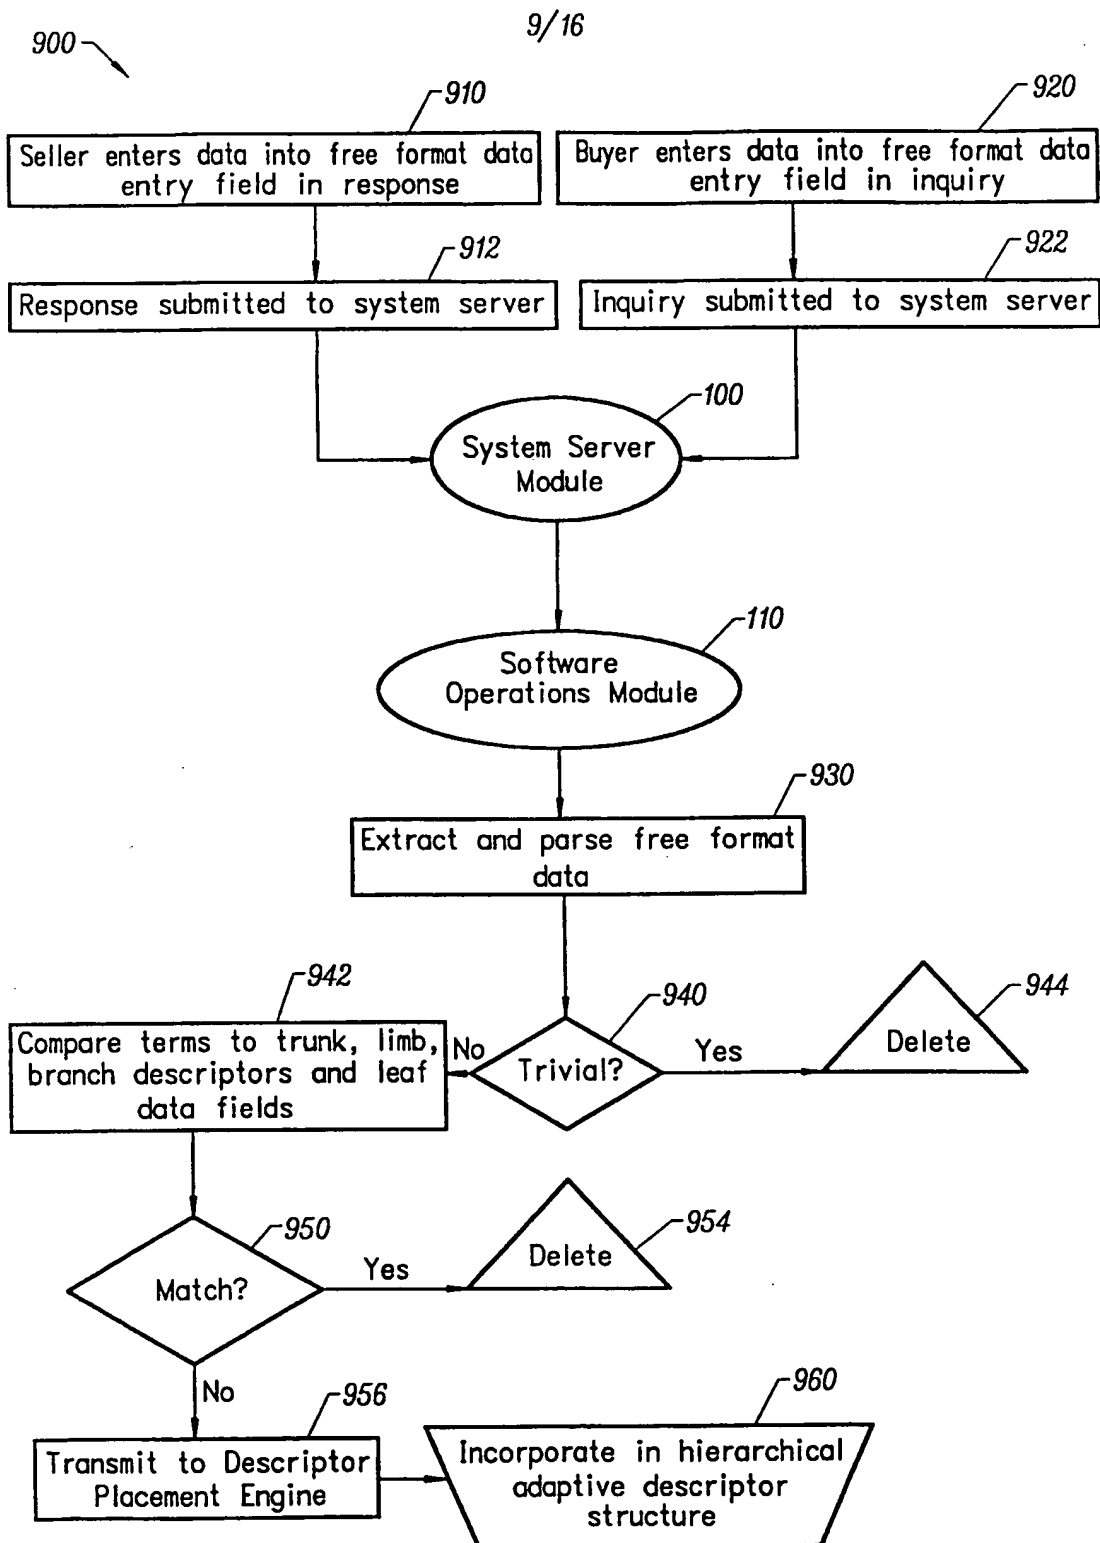 9/16
900
910
920
Seller enters data into free format data
entry field in response
Buyer enters data into free format data
entry field in inquiry
912
922
Response submitted to system server
Inquiry submitted to system server
100
System Server
Module
110
Software
Operations Module
930
Extract and parse free format
data
942
940
944
Compare terms to trunk, limb,
branch descriptors and leaf
data fields
No
Trivial?
Yes
Delete
950
954
Match?
Yes
Delete
No
956
960
Transmit to Descriptor
Placement Engine
Incorporate in hierarchical
adaptive descriptor
structure